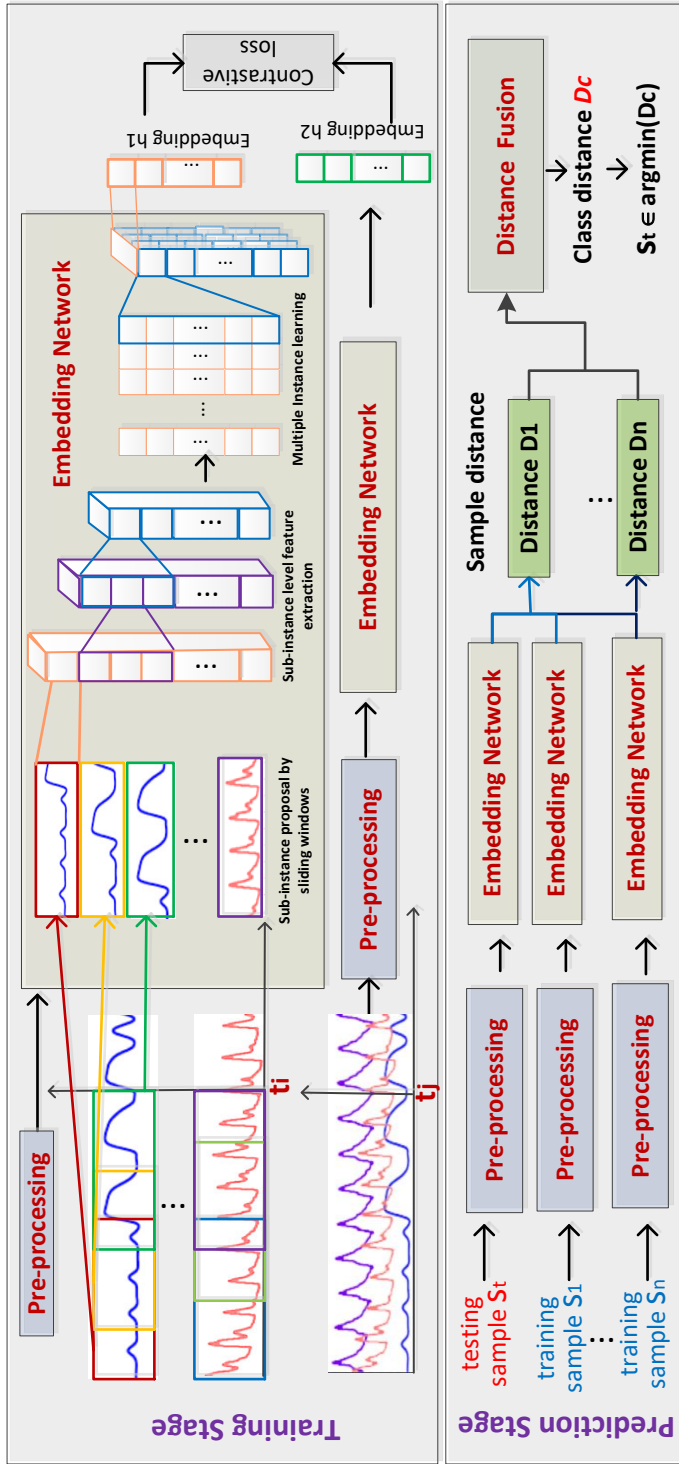 Training Stage
Pre-processing
...
ti
tj
Embedding Network
...
Sub-instance proposal by
sliding windows
...
...
...
Sub-instance level feature
extraction
...
...
...
...
...
Multiple Instance learning
...
...
Embedding h1
Contrastive
loss
...
Embedding h2
Pre-processing
Embedding Network
Prediction Stage
testing
sample St
Pre-processing
Embedding Network
training
sample S1
Pre-processing
Embedding Network
...
training
sample Sn
Pre-processing
Embedding Network
Sample distance
Distance D1
...
Distance Dn
Distance Fusion
Class distance Dc
St ∈ argmin(Dc)